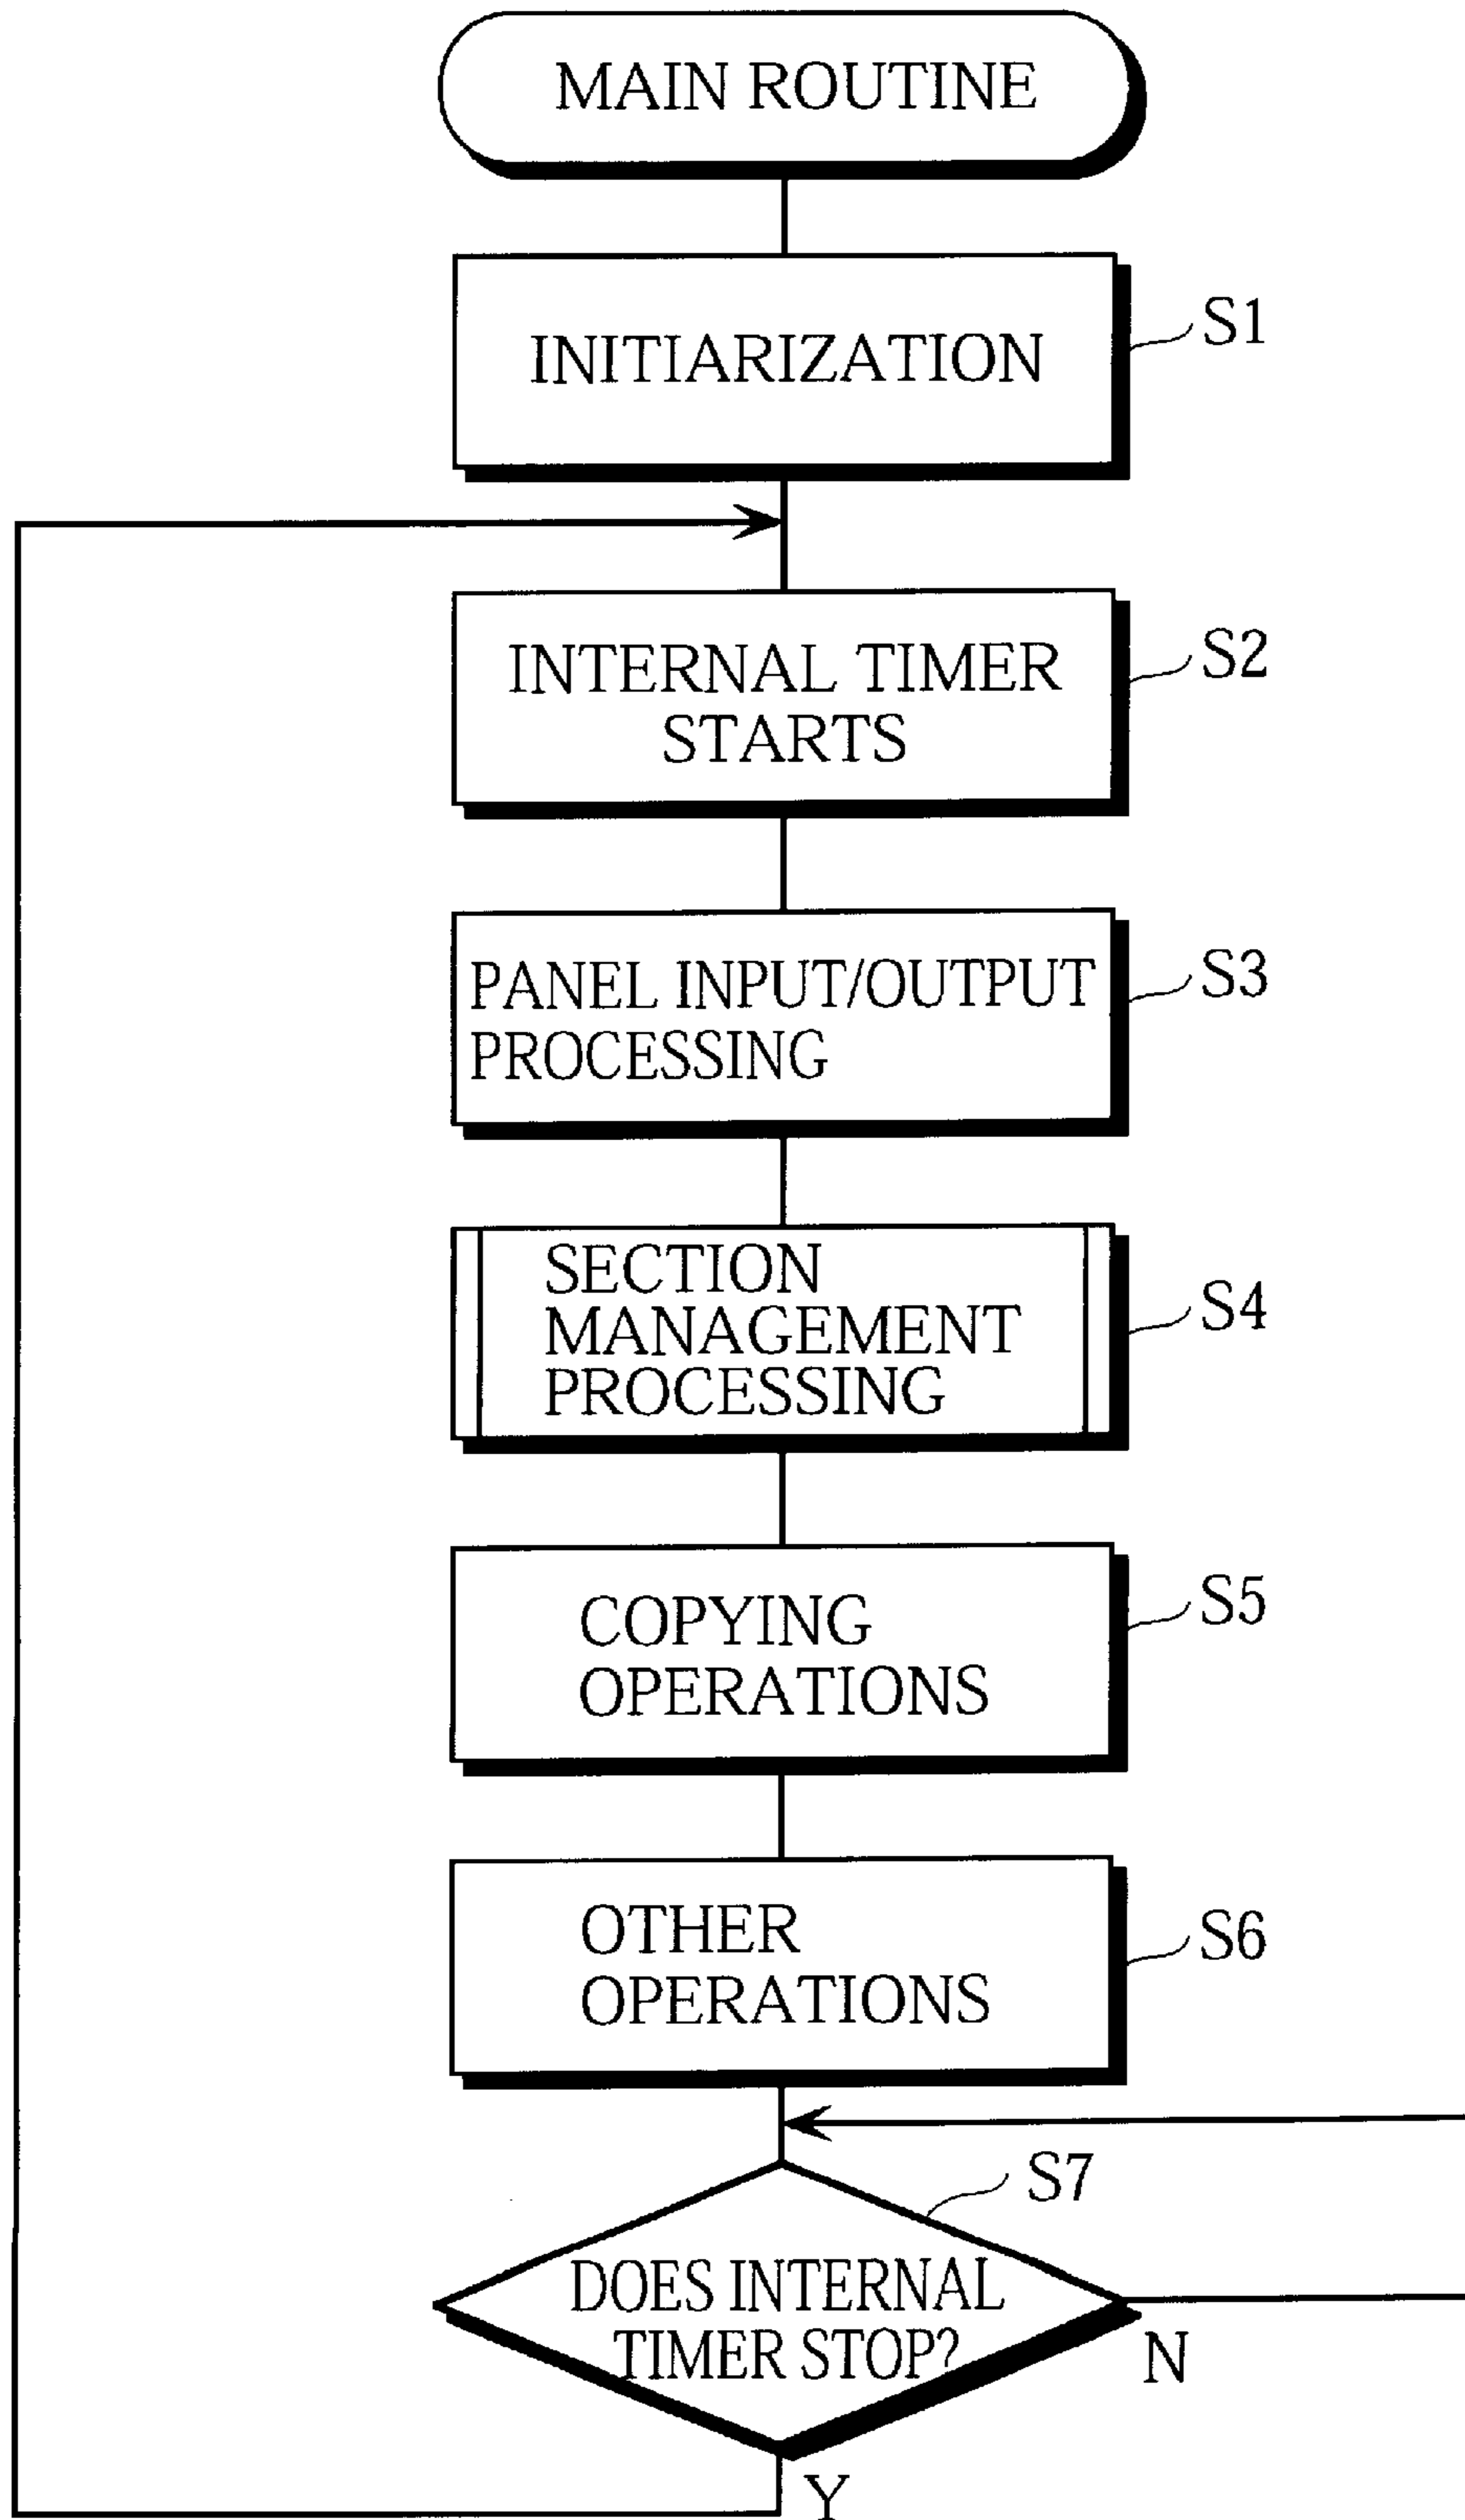 MAIN ROUTINE
INITIARIZATION
S1
INTERNAL TIMER
STARTS
S2
PANEL INPUT/OUTPUT
PROCESSING
S3
SECTION
MANAGEMENT
PROCESSING
S4
COPYING
OPERATIONS
S5
OTHER
OPERATIONS
S6
S7
DOES INTERNAL
TIMER STOP?
N
Y